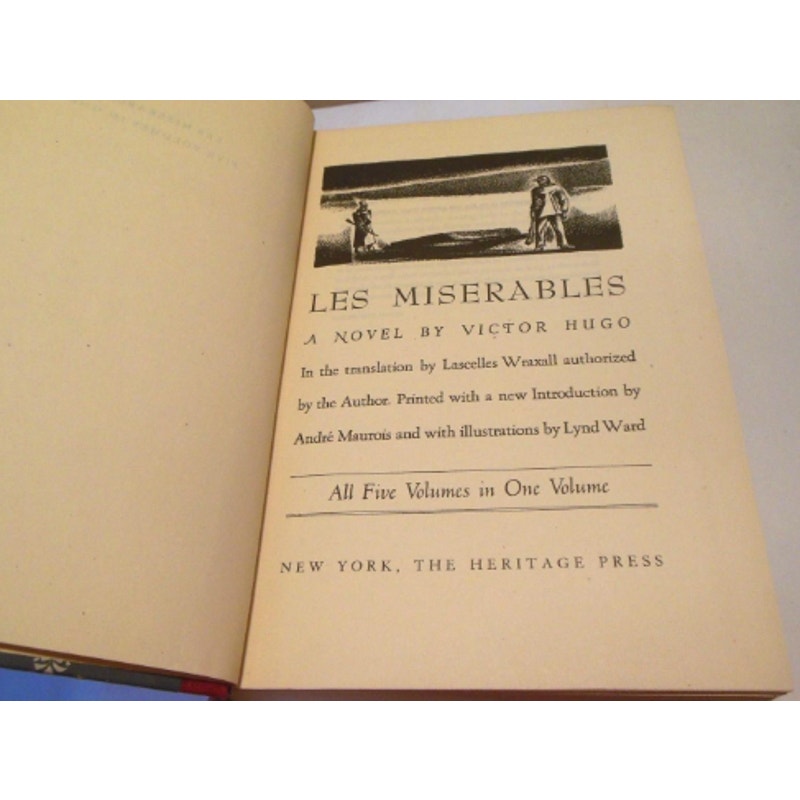 LES MISERABLES
A NOVEL BY VICTOR HUGO
In the translation by Lascelles Wraxall authorized
by the Author. Printed with a new Introduction by
André Maurois and with illustrations by Lynd Ward
All Five Volumes in One Volume
NEW YORK, THE HERITAGE PRESS